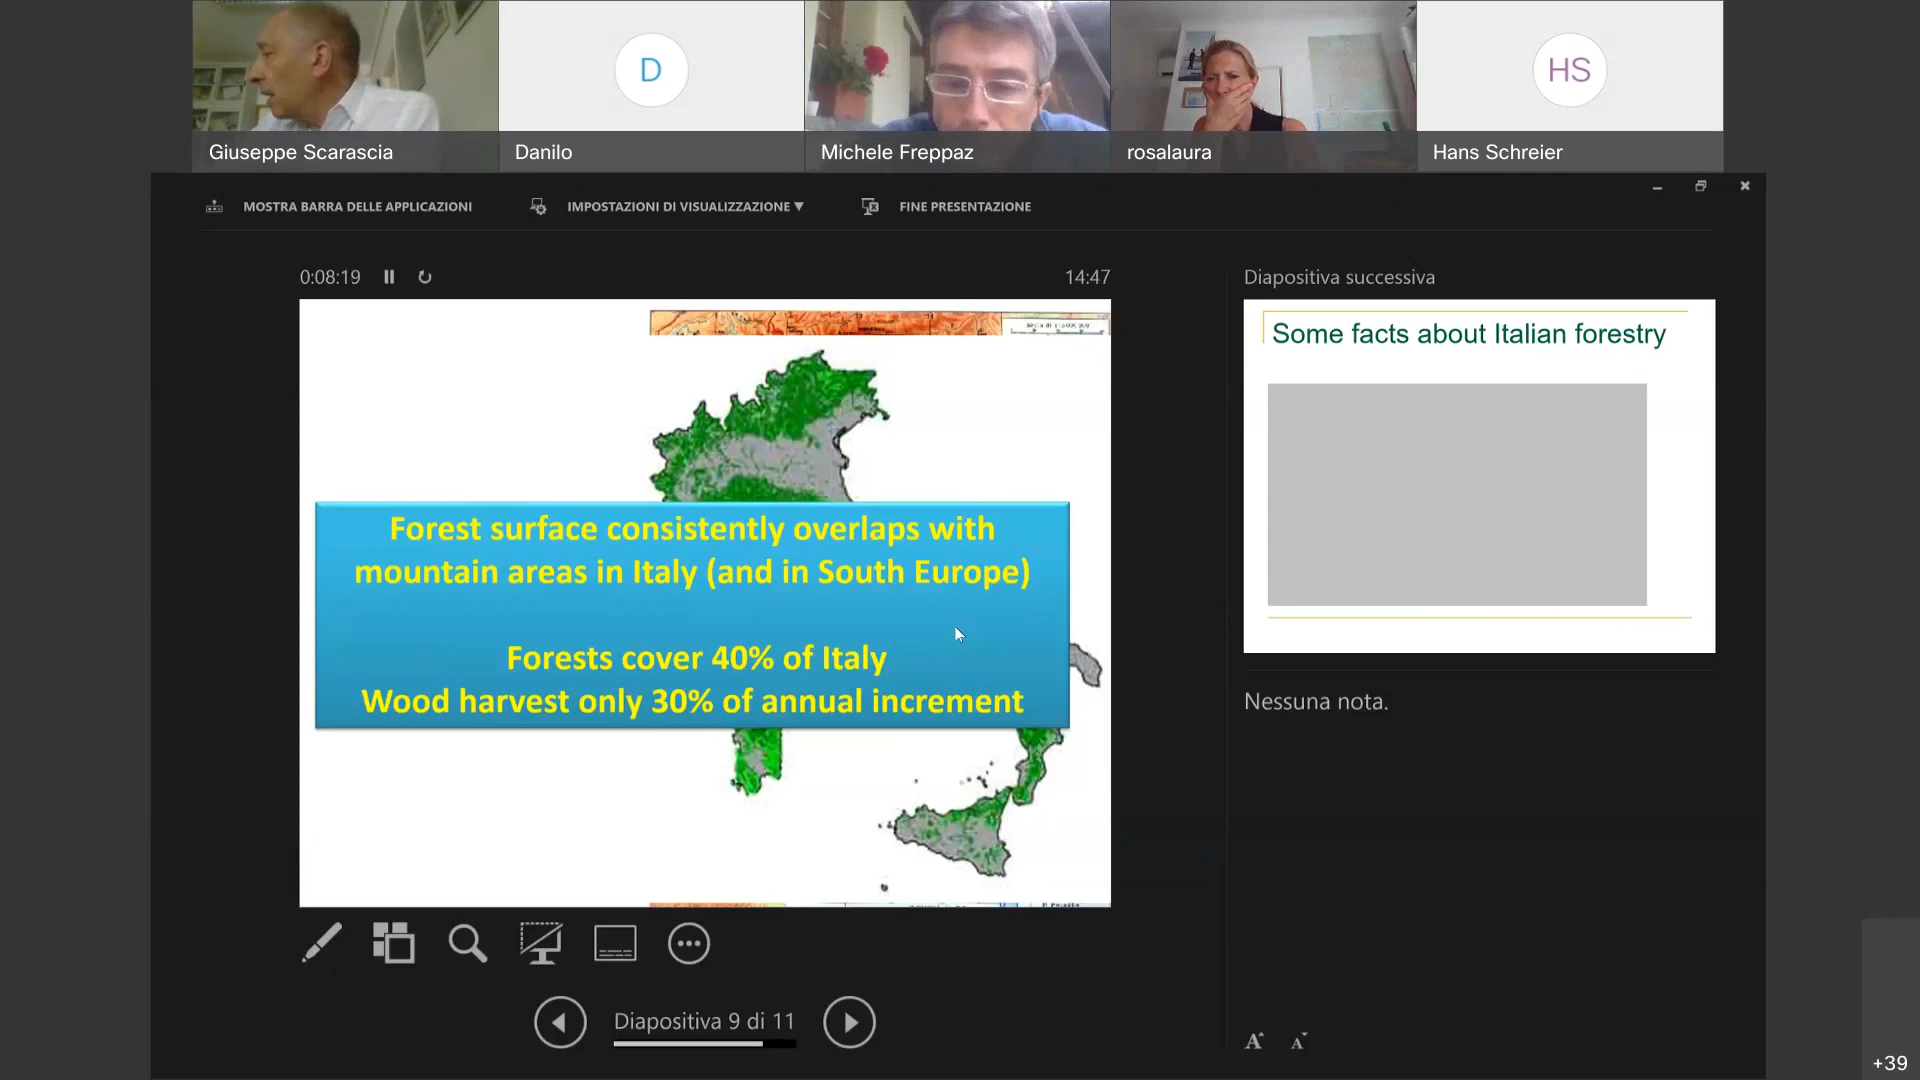 D
HS
Giuseppe Scarascia
Danilo
Michele Freppaz
rosalaura
Hans Schreier
MOSTRA BARRA DELLE APPLICAZIONI
IMPOSTAZIONI DI VISUALIZZAZIONE ▼
FINE PRESENTAZIONE
0:08:19
14:47
Diapositiva successiva
Forest surface consistently overlaps with
mountain areas in Italy (and in South Europe)
Forests cover 40% of Italy
Wood harvest only 30% of annual increment
Some facts about Italian forestry
Nessuna nota.
Diapositiva 9 di 11
A A
+39